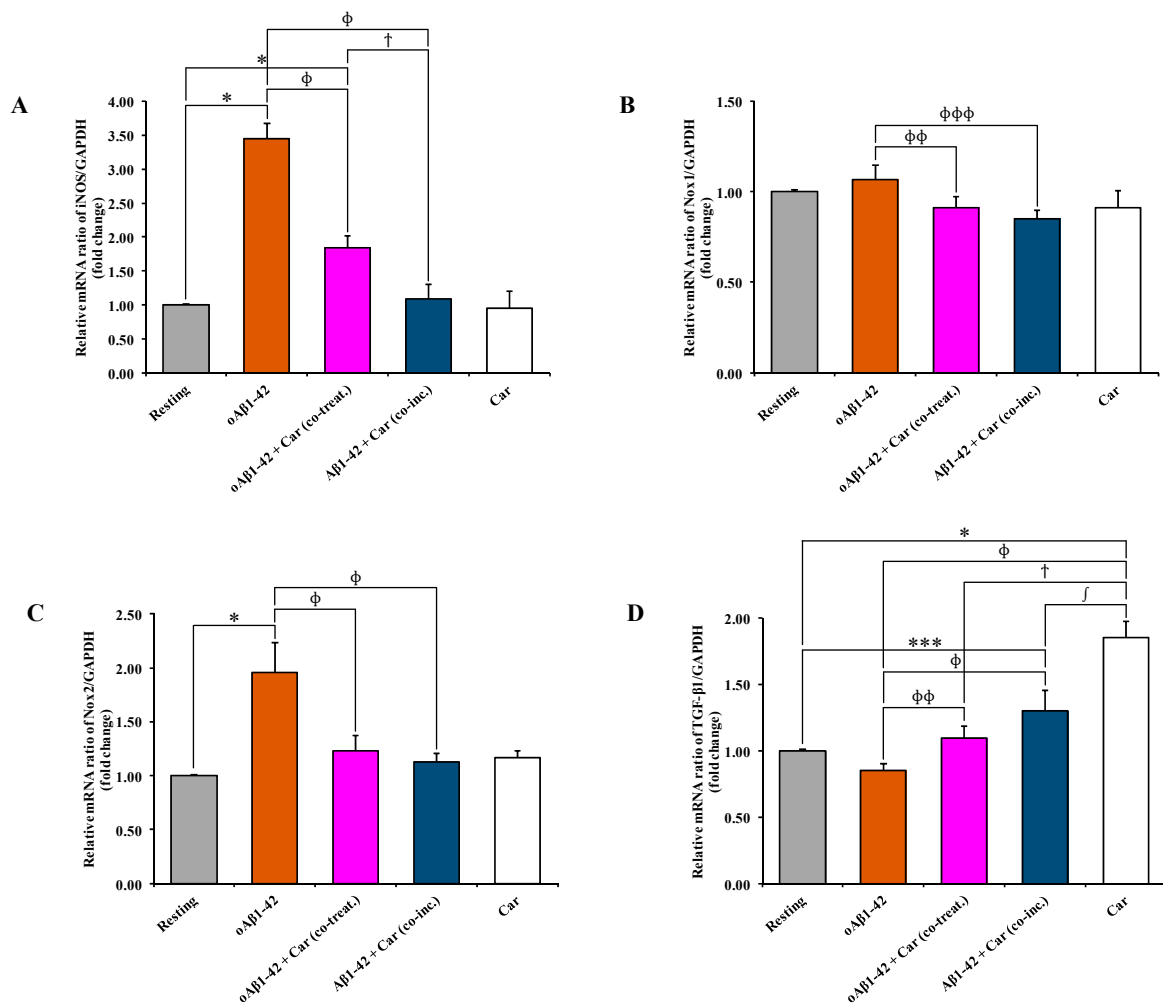 A
Relative mRNA ratio of iNOS/GAPDH
(fold change)
4.00
3.50
3.00
2.50
2.00
1.50
1.00
0.50
0.00
*
*
ϕ
ϕ
†
Resting
oAβ1-42
oAβ1-42 + Car (co-treat.)
Aβ1-42 + Car (co-inc.)
Car
B
Relative mRNA ratio of Nox1/GAPDH
(fold change)
1.50
1.00
0.50
0.00
ϕϕϕ
ϕϕ
Resting
oAβ1-42
oAβ1-42 + Car (co-treat.)
Aβ1-42 + Car (co-inc.)
Car
C
Relative mRNA ratio of Nox2/GAPDH
(fold change)
2.50
2.00
1.50
1.00
0.50
0.00
*
ϕ
ϕ
Resting
oAβ1-42
oAβ1-42 + Car (co-treat.)
Aβ1-42 + Car (co-inc.)
Car
D
Relative mRNA ratio of TGF-β1/GAPDH
(fold change)
2.00
1.50
1.00
0.50
0.00
*
ϕ
†
ʃ
***
ϕ
ϕϕ
Resting
oAβ1-42
oAβ1-42 + Car (co-treat.)
Aβ1-42 + Car (co-inc.)
Car